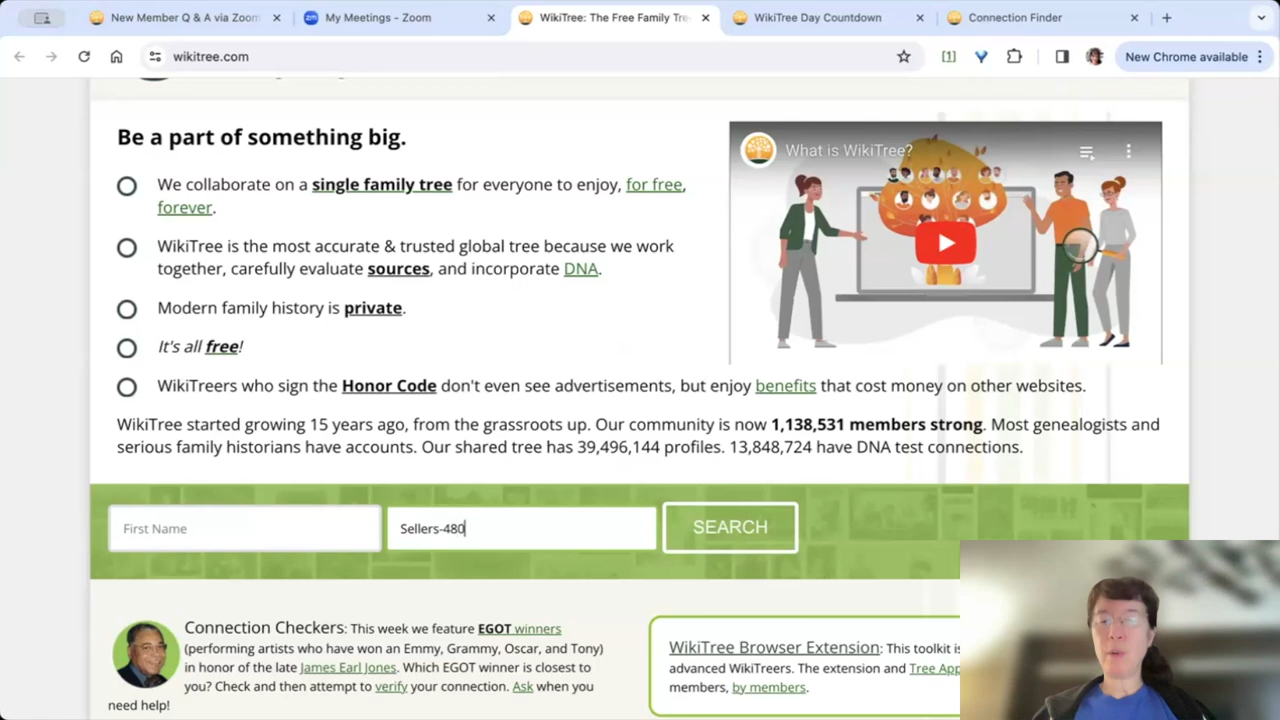 New Member Q & A via Zoom
My Meetings - Zoom
WikiTree: The Free Family Tre
WikiTree Day Countdown
Connection Finder
wikitree.com
New Chrome available
Be a part of something big.
We collaborate on a single family tree for everyone to enjoy, for free,
forever.
WikiTree is the most accurate & trusted global tree because we work
together, carefully evaluate sources, and incorporate DNA.
Modern family history is private.
It's all free!
What is WikiTree?
WikiTreers who sign the Honor Code don't even see advertisements, but enjoy benefits that cost money on other websites.
WikiTree started growing 15 years ago, from the grassroots up. Our community is now 1,138,531 members strong. Most genealogists and
serious family historians have accounts. Our shared tree has 39,496,144 profiles. 13,848,724 have DNA test connections.
First Name
Sellers-480
SEARCH
Connection Checkers: This week we feature EGOT winners
(performing artists who have won an Emmy, Grammy, Oscar, and Tony)
in honor of the late James Earl Jones. Which EGOT winner is closest to
you? Check and then attempt to verify your connection. Ask when you
need help!
WikiTree Browser Extension: This toolkit is
advanced WikiTreers. The extension and Tree App
members, by members.